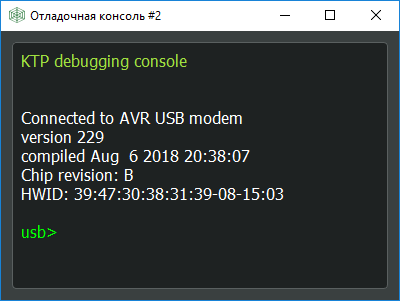 Отладочная консоль #2
KTP debugging console
Connected to AVR USB modem
version 229
compiled Aug  6 2018 20:38:07
Chip revision: B
HWID: 39:47:30:38:31:39-08-15:03
usb>